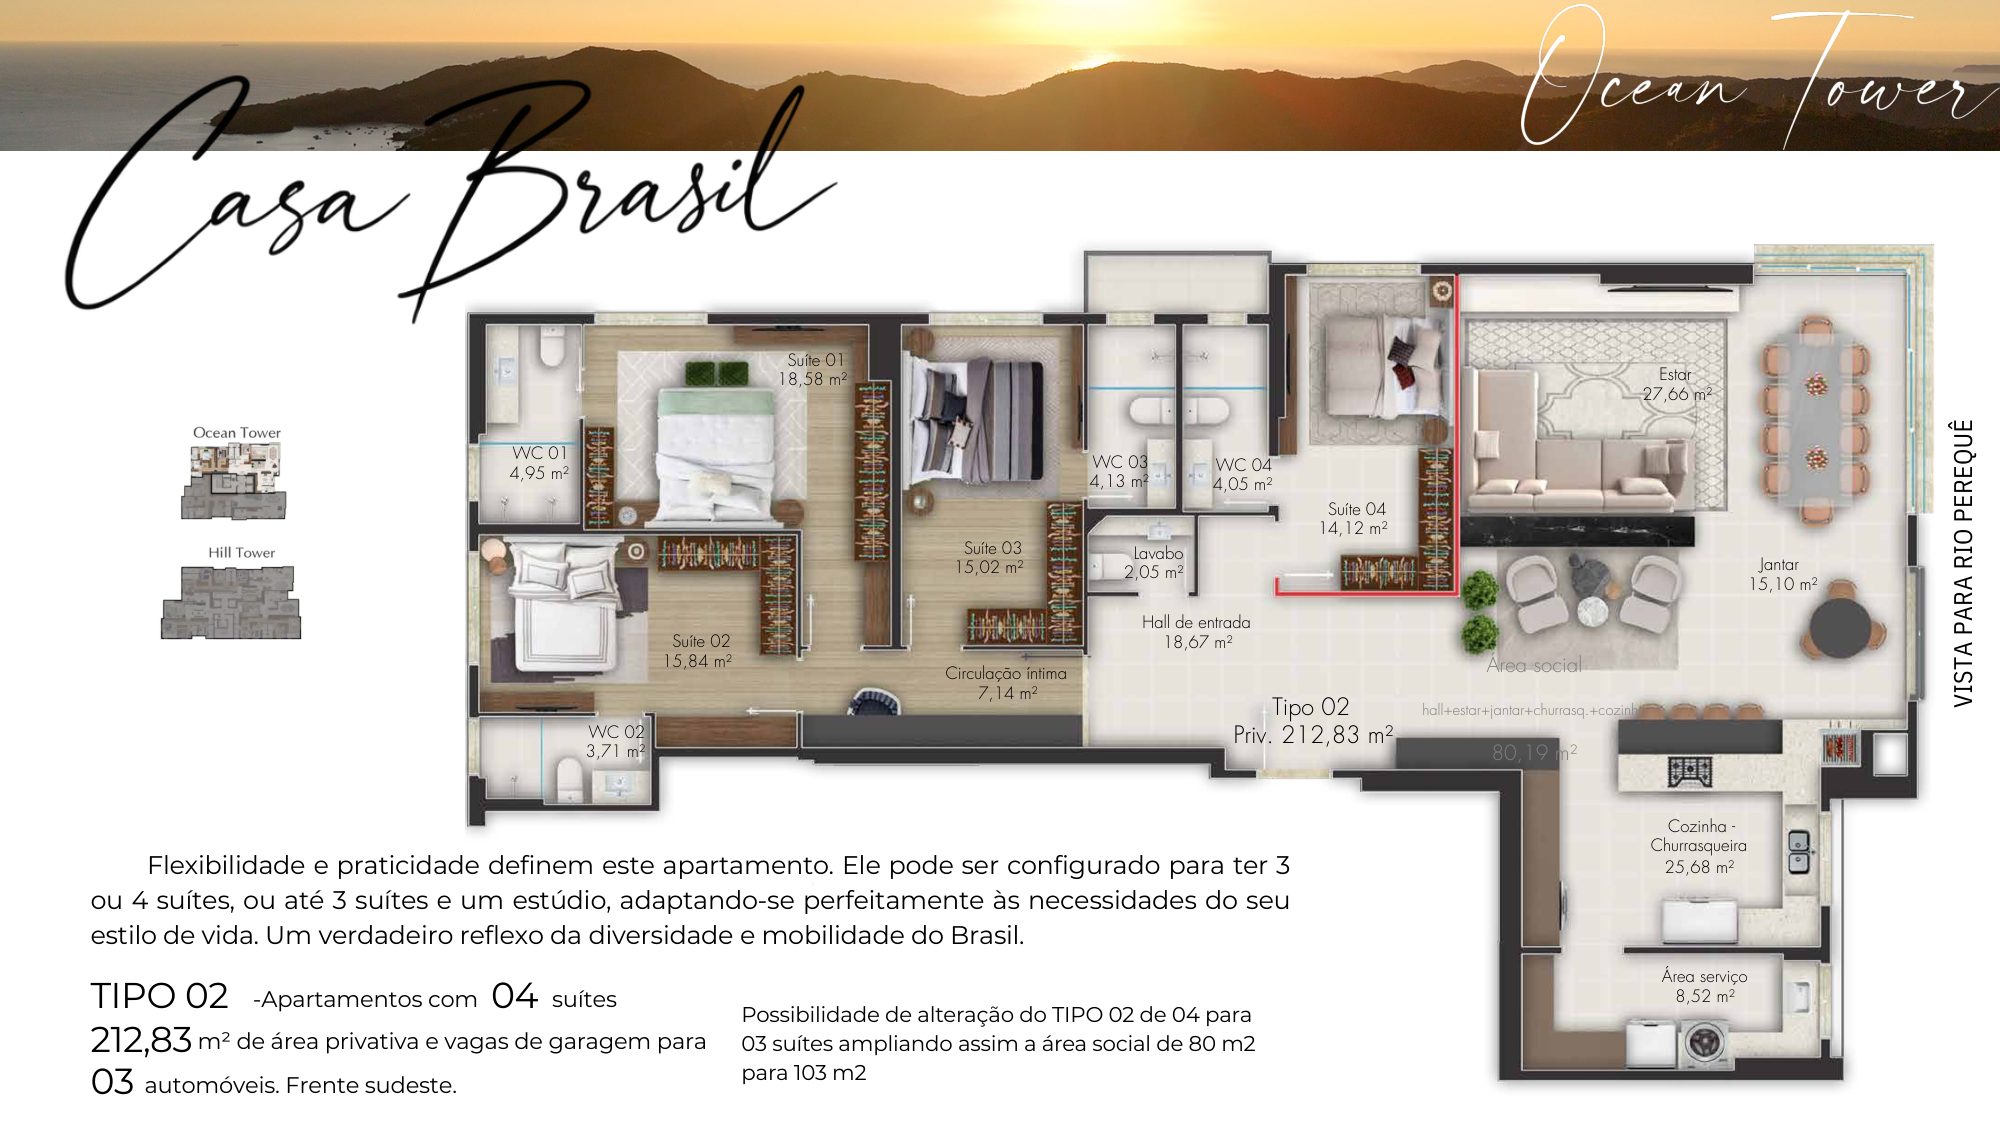 Ocean Tower
Casa Brasil
Suíte 01
18,58 m²
WC 01
4,95 m²
WC 03
4,13 m²
WC 04
4,05 m²
Suíte 04
14,12 m²
Estar
27,66 m²
Jantar
15,10 m²
VISTA PARA RIO PEREQUÊ
Ocean Tower
Hill Tower
Suíte 03
15,02 m²
Lavabo
2,05 m²
Hall de entrada
18,67 m²
Suíte 02
15,84 m²
Circulação íntima
7,14 m²
WC 02
3,71 m²
Área social
hall+estar+jantar+churrasq.+cozinh
80,19 m²
Tipo 02
Priv. 212,83 m²
Cozinha -
Churrasqueira
25,68 m²
Área serviço
8,52 m²
Flexibilidade e praticidade definem este apartamento. Ele pode ser configurado para ter 3
ou 4 suítes, ou até 3 suítes e um estúdio, adaptando-se perfeitamente às necessidades do seu
estilo de vida. Um verdadeiro reflexo da diversidade e mobilidade do Brasil.
TIPO 02 -Apartamentos com 04 suítes
212,83 m² de área privativa e vagas de garagem para
03 automóveis. Frente sudeste.
Possibilidade de alteração do TIPO 02 de 04 para
03 suítes ampliando assim a área social de 80 m2
para 103 m2